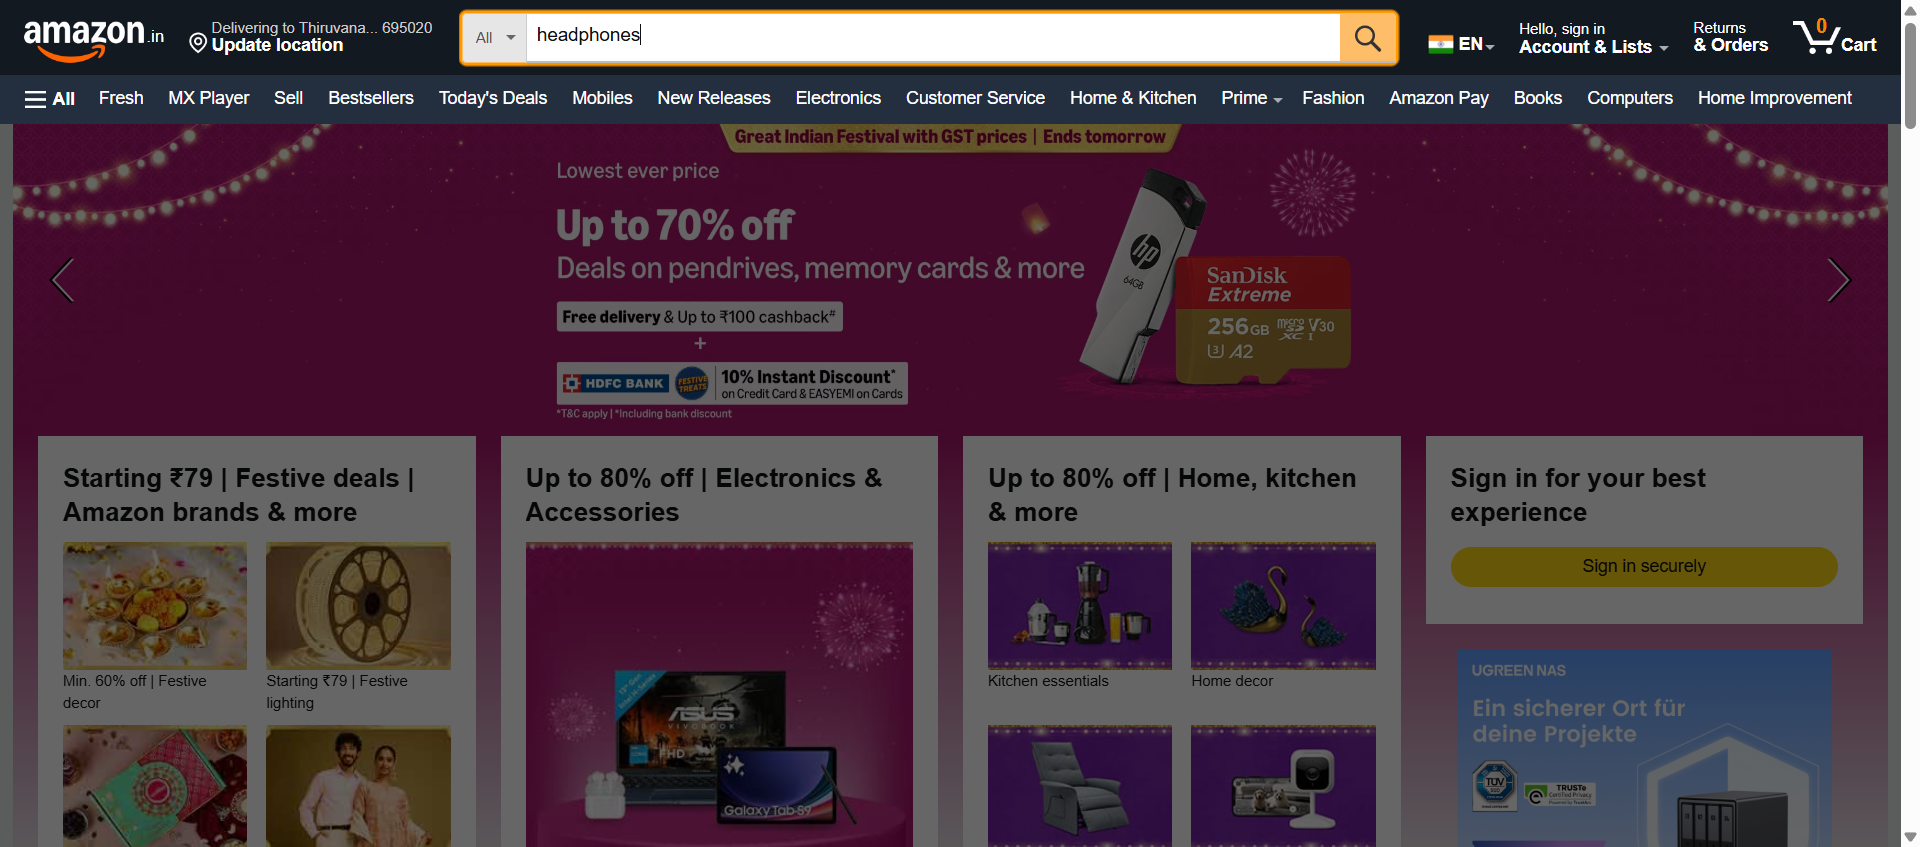 amazon.in
Delivering to Thiruvana... 695020
Update location
All
headphones
EN
Hello, sign in
Account & Lists
Returns
& Orders
0
Cart
All
Fresh
MX Player
Sell
Bestsellers
Today's Deals
Mobiles
New Releases
Electronics
Customer Service
Home & Kitchen
Prime
Fashion
Amazon Pay
Books
Computers
Home Improvement
Great Indian Festival with GST prices | Ends tomorrow
Lowest ever price
Up to 70% off
Deals on pendrives, memory cards & more
Free delivery & Up to ₹100 cashback#
+
HDFC BANK
FESTIVE TREATS
10% Instant Discount*
on Credit Card & EASYEMI on Cards
*T&C apply | *Including bank discount
hp
64GB
SanDisk
Extreme
256GB
micro SD XC I
V30
U3 A2
Starting ₹79 | Festive deals |
Amazon brands & more
Min. 60% off | Festive
decor
Starting ₹79 | Festive
lighting
Up to 80% off | Electronics &
Accessories
ASUS
VIVOBOOK
FHD
Galaxy Tab S9
Up to 80% off | Home, kitchen
& more
Kitchen essentials
Home decor
Sign in for your best
experience
Sign in securely
UGREEN NAS
Ein sicherer Ort für
deine Projekte
TÜV
TRUSTe
Certified Privacy